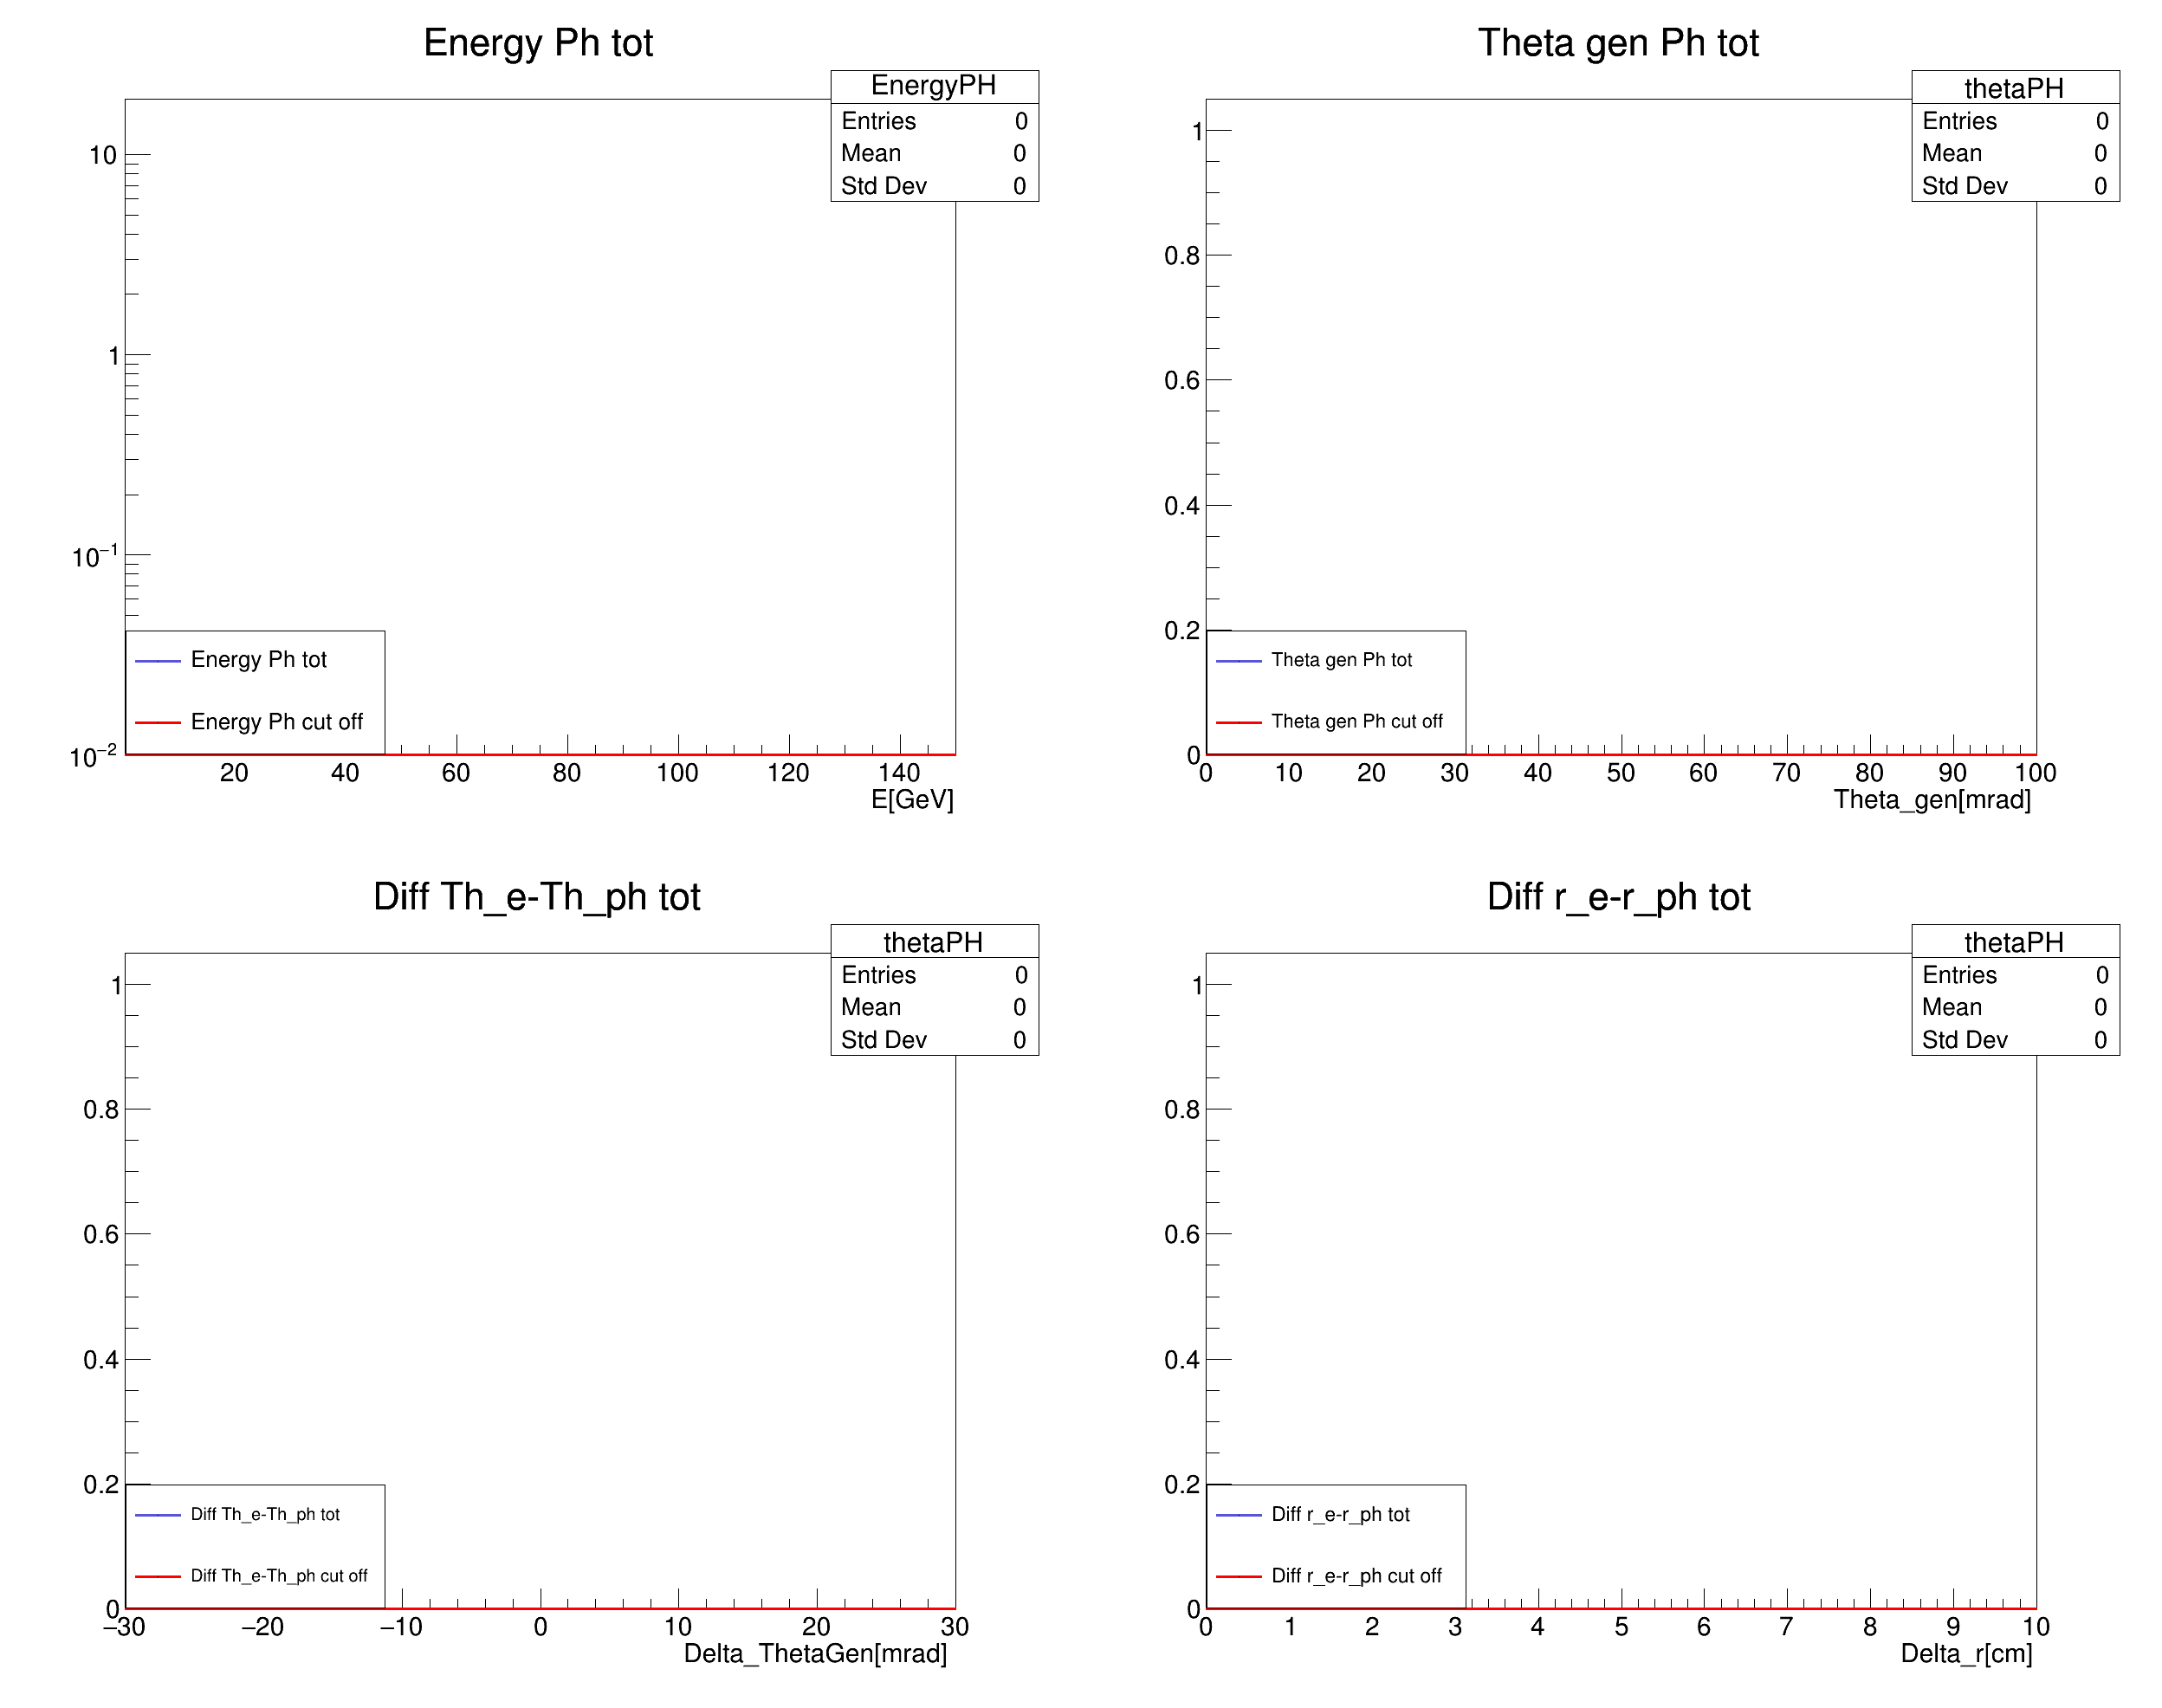 Energy Ph tot
EnergyPH
Entries 0
Mean 0
Std Dev 0
10
1
10−1
10−2
Energy Ph tot
Energy Ph cut off
20 40 60 80 100 120 140
E[GeV]
Theta gen Ph tot
thetaPH
Entries 0
Mean 0
Std Dev 0
1
0.8
0.6
0.4
0.2
0
Theta gen Ph tot
Theta gen Ph cut off
0 10 20 30 40 50 60 70 80 90 100
Theta_gen[mrad]
Diff Th_e-Th_ph tot
thetaPH
Entries 0
Mean 0
Std Dev 0
1
0.8
0.6
0.4
0.2
0
Diff Th_e-Th_ph tot
Diff Th_e-Th_ph cut off
−30 −20 −10 0 10 20 30
Delta_ThetaGen[mrad]
Diff r_e-r_ph tot
thetaPH
Entries 0
Mean 0
Std Dev 0
1
0.8
0.6
0.4
0.2
0
Diff r_e-r_ph tot
Diff r_e-r_ph cut off
0 1 2 3 4 5 6 7 8 9 10
Delta_r[cm]